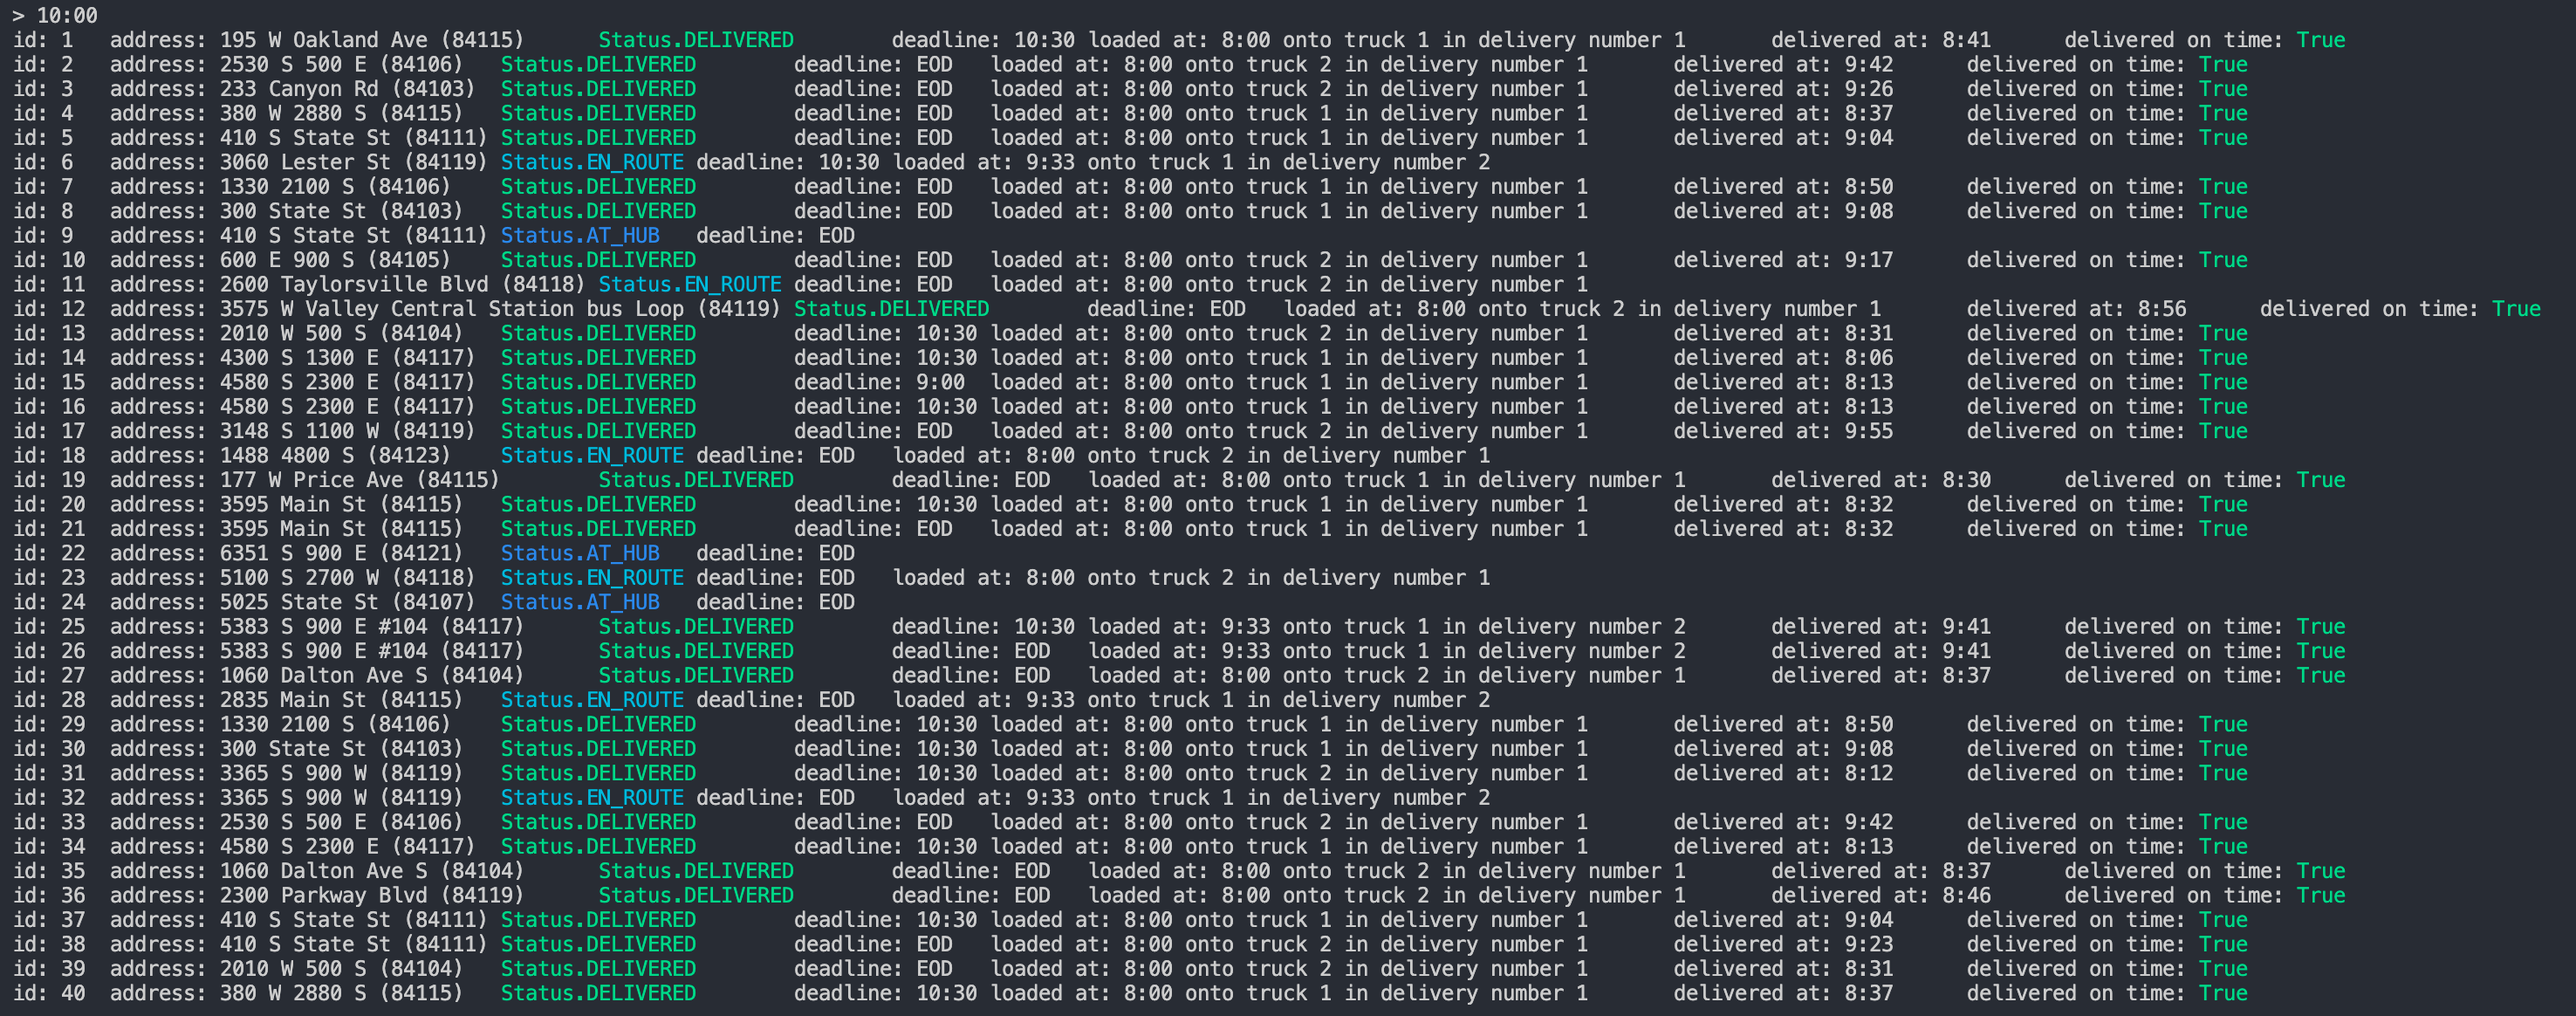 > 10:00
id: 1 address: 195 W Oakland Ave (84115) Status.DELIVERED deadline: 10:30 loaded at: 8:00 onto truck 1 in delivery number 1 delivered at: 8:41 delivered on time: True
id: 2 address: 2530 S 500 E (84106) Status.DELIVERED deadline: EOD loaded at: 8:00 onto truck 2 in delivery number 1 delivered at: 9:42 delivered on time: True
id: 3 address: 233 Canyon Rd (84103) Status.DELIVERED deadline: EOD loaded at: 8:00 onto truck 2 in delivery number 1 delivered at: 9:26 delivered on time: True
id: 4 address: 380 W 2880 S (84115) Status.DELIVERED deadline: EOD loaded at: 8:00 onto truck 1 in delivery number 1 delivered at: 8:37 delivered on time: True
id: 5 address: 410 S State St (84111) Status.DELIVERED deadline: EOD loaded at: 8:00 onto truck 1 in delivery number 1 delivered at: 9:04 delivered on time: True
id: 6 address: 3060 Lester St (84119) Status.EN_ROUTE deadline: 10:30 loaded at: 9:33 onto truck 1 in delivery number 2
id: 7 address: 1330 2100 S (84106) Status.DELIVERED deadline: EOD loaded at: 8:00 onto truck 1 in delivery number 1 delivered at: 8:50 delivered on time: True
id: 8 address: 300 State St (84103) Status.DELIVERED deadline: EOD loaded at: 8:00 onto truck 1 in delivery number 1 delivered at: 9:08 delivered on time: True
id: 9 address: 410 S State St (84111) Status.AT_HUB deadline: EOD
id: 10 address: 600 E 900 S (84105) Status.DELIVERED deadline: EOD loaded at: 8:00 onto truck 2 in delivery number 1 delivered at: 9:17 delivered on time: True
id: 11 address: 2600 Taylorsville Blvd (84118) Status.EN_ROUTE deadline: EOD loaded at: 8:00 onto truck 2 in delivery number 1
id: 12 address: 3575 W Valley Central Station bus Loop (84119) Status.DELIVERED deadline: EOD loaded at: 8:00 onto truck 2 in delivery number 1 delivered at: 8:56 delivered on time: True
id: 13 address: 2010 W 500 S (84104) Status.DELIVERED deadline: 10:30 loaded at: 8:00 onto truck 2 in delivery number 1 delivered at: 8:31 delivered on time: True
id: 14 address: 4300 S 1300 E (84117) Status.DELIVERED deadline: 10:30 loaded at: 8:00 onto truck 1 in delivery number 1 delivered at: 8:06 delivered on time: True
id: 15 address: 4580 S 2300 E (84117) Status.DELIVERED deadline: 9:00 loaded at: 8:00 onto truck 1 in delivery number 1 delivered at: 8:13 delivered on time: True
id: 16 address: 4580 S 2300 E (84117) Status.DELIVERED deadline: 10:30 loaded at: 8:00 onto truck 1 in delivery number 1 delivered at: 8:13 delivered on time: True
id: 17 address: 3148 S 1100 W (84119) Status.DELIVERED deadline: EOD loaded at: 8:00 onto truck 2 in delivery number 1 delivered at: 9:55 delivered on time: True
id: 18 address: 1488 4800 S (84123) Status.EN_ROUTE deadline: EOD loaded at: 8:00 onto truck 2 in delivery number 1
id: 19 address: 177 W Price Ave (84115) Status.DELIVERED deadline: EOD loaded at: 8:00 onto truck 1 in delivery number 1 delivered at: 8:30 delivered on time: True
id: 20 address: 3595 Main St (84115) Status.DELIVERED deadline: 10:30 loaded at: 8:00 onto truck 1 in delivery number 1 delivered at: 8:32 delivered on time: True
id: 21 address: 3595 Main St (84115) Status.DELIVERED deadline: EOD loaded at: 8:00 onto truck 1 in delivery number 1 delivered at: 8:32 delivered on time: True
id: 22 address: 6351 S 900 E (84121) Status.AT_HUB deadline: EOD
id: 23 address: 5100 S 2700 W (84118) Status.EN_ROUTE deadline: EOD loaded at: 8:00 onto truck 2 in delivery number 1
id: 24 address: 5025 State St (84107) Status.AT_HUB deadline: EOD
id: 25 address: 5383 S 900 E #104 (84117) Status.DELIVERED deadline: 10:30 loaded at: 9:33 onto truck 1 in delivery number 2 delivered at: 9:41 delivered on time: True
id: 26 address: 5383 S 900 E #104 (84117) Status.DELIVERED deadline: EOD loaded at: 9:33 onto truck 1 in delivery number 2 delivered at: 9:41 delivered on time: True
id: 27 address: 1060 Dalton Ave S (84104) Status.DELIVERED deadline: EOD loaded at: 8:00 onto truck 2 in delivery number 1 delivered at: 8:37 delivered on time: True
id: 28 address: 2835 Main St (84115) Status.EN_ROUTE deadline: EOD loaded at: 9:33 onto truck 1 in delivery number 2
id: 29 address: 1330 2100 S (84106) Status.DELIVERED deadline: 10:30 loaded at: 8:00 onto truck 1 in delivery number 1 delivered at: 8:50 delivered on time: True
id: 30 address: 300 State St (84103) Status.DELIVERED deadline: 10:30 loaded at: 8:00 onto truck 1 in delivery number 1 delivered at: 9:08 delivered on time: True
id: 31 address: 3365 S 900 W (84119) Status.DELIVERED deadline: 10:30 loaded at: 8:00 onto truck 2 in delivery number 1 delivered at: 8:12 delivered on time: True
id: 32 address: 3365 S 900 W (84119) Status.EN_ROUTE deadline: EOD loaded at: 9:33 onto truck 1 in delivery number 2
id: 33 address: 2530 S 500 E (84106) Status.DELIVERED deadline: EOD loaded at: 8:00 onto truck 2 in delivery number 1 delivered at: 9:42 delivered on time: True
id: 34 address: 4580 S 2300 E (84117) Status.DELIVERED deadline: 10:30 loaded at: 8:00 onto truck 1 in delivery number 1 delivered at: 8:13 delivered on time: True
id: 35 address: 1060 Dalton Ave S (84104) Status.DELIVERED deadline: EOD loaded at: 8:00 onto truck 2 in delivery number 1 delivered at: 8:37 delivered on time: True
id: 36 address: 2300 Parkway Blvd (84119) Status.DELIVERED deadline: EOD loaded at: 8:00 onto truck 2 in delivery number 1 delivered at: 8:46 delivered on time: True
id: 37 address: 410 S State St (84111) Status.DELIVERED deadline: 10:30 loaded at: 8:00 onto truck 1 in delivery number 1 delivered at: 9:04 delivered on time: True
id: 38 address: 410 S State St (84111) Status.DELIVERED deadline: EOD loaded at: 8:00 onto truck 2 in delivery number 1 delivered at: 9:23 delivered on time: True
id: 39 address: 2010 W 500 S (84104) Status.DELIVERED deadline: EOD loaded at: 8:00 onto truck 2 in delivery number 1 delivered at: 8:31 delivered on time: True
id: 40 address: 380 W 2880 S (84115) Status.DELIVERED deadline: 10:30 loaded at: 8:00 onto truck 1 in delivery number 1 delivered at: 8:37 delivered on time: True